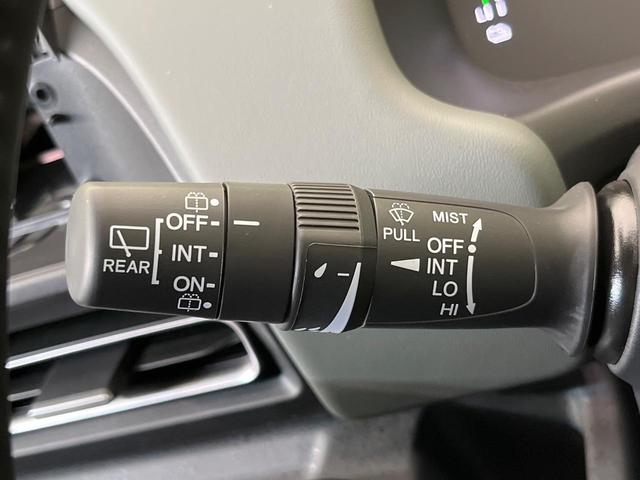 OFF
INT
ON
REAR
PULL
MIST
OFF
INT
LO
HI